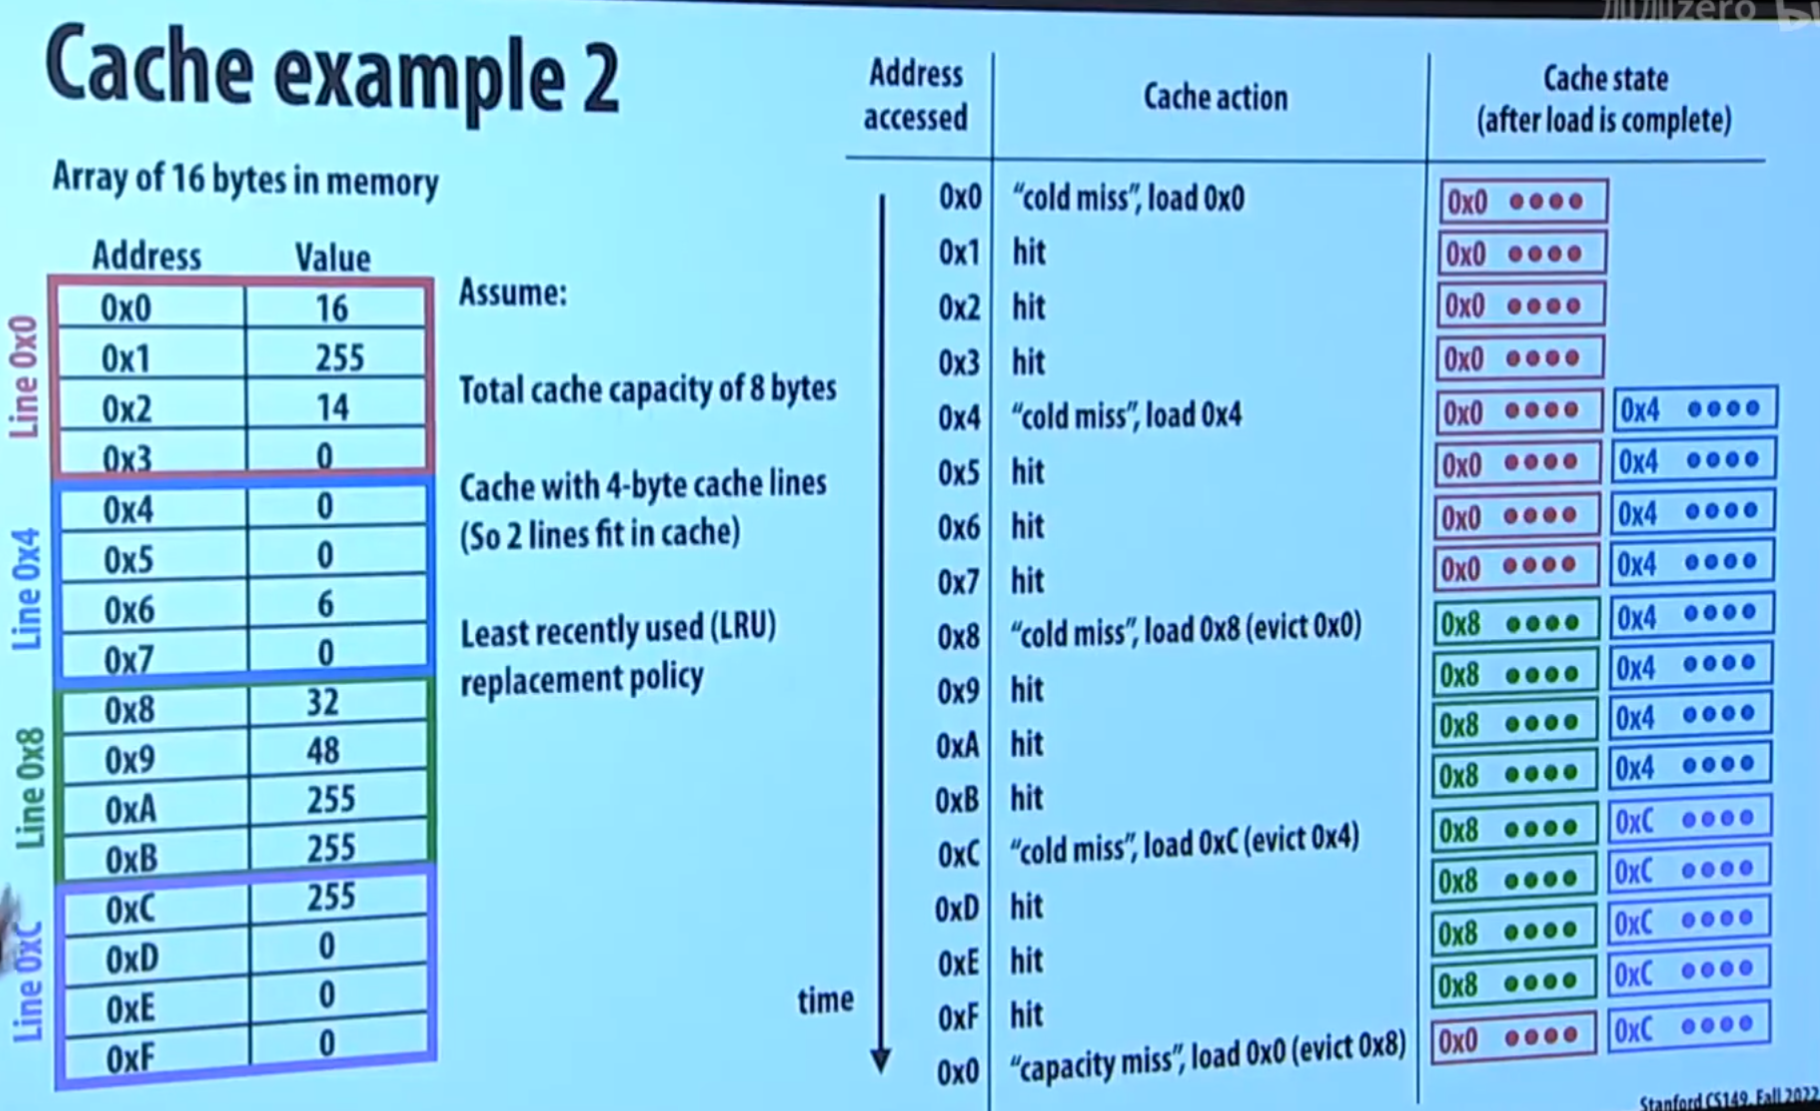 加加zero
Cache example 2
Array of 16 bytes in memory
Address Value
Line 0x0
0x0 16
0x1 255
0x2 14
0x3 0
Line 0x4
0x4 0
0x5 0
0x6 6
0x7 0
Line 0x8
0x8 32
0x9 48
0xA 255
0xB 255
Line 0xC
0xC 255
0xD 0
0xE 0
0xF 0
Assume:
Total cache capacity of 8 bytes
Cache with 4-byte cache lines
(So 2 lines fit in cache)
Least recently used (LRU)
replacement policy
time
Address
accessed
Cache action
Cache state
(after load is complete)
0x0 “cold miss”, load 0x0 0x0
0x1 hit 0x0
0x2 hit 0x0
0x3 hit 0x0
0x4 “cold miss”, load 0x4 0x0 0x4
0x5 hit 0x0 0x4
0x6 hit 0x0 0x4
0x7 hit 0x0 0x4
0x8 “cold miss”, load 0x8 (evict 0x0) 0x8 0x4
0x9 hit 0x8 0x4
0xA hit 0x8 0x4
0xB hit 0x8 0x4
0xC “cold miss”, load 0xC (evict 0x4) 0x8 0xC
0xD hit 0x8 0xC
0xE hit 0x8 0xC
0xF hit 0x8 0xC
0x0 “capacity miss”, load 0x0 (evict 0x8) 0x0 0xC
Stanford CS149, Fall